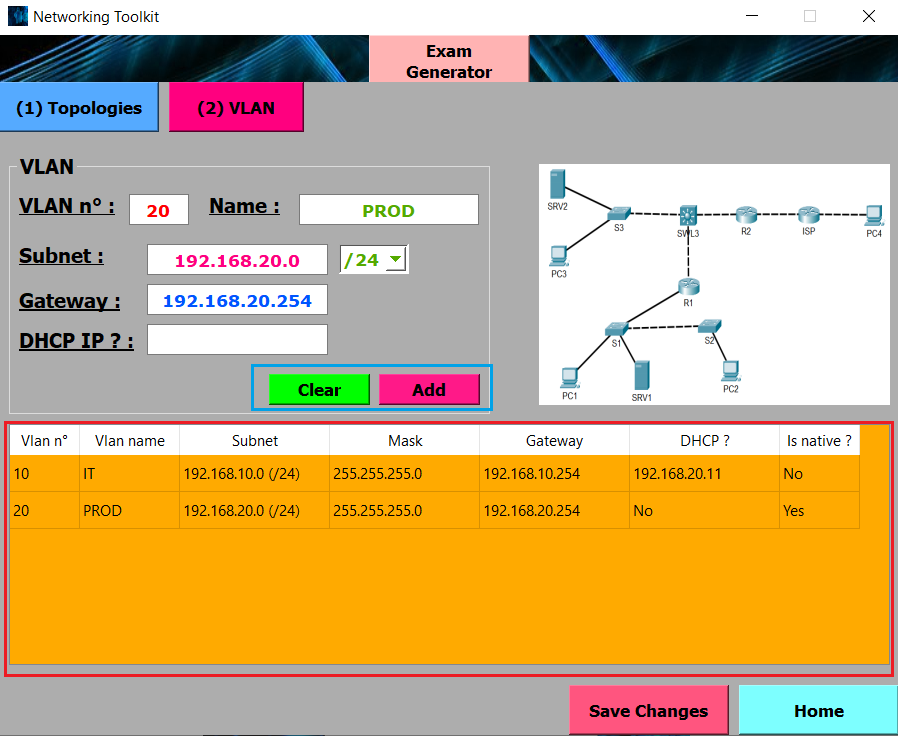 Networking Toolkit
Exam
Generator
(1) Topologies
(2) VLAN
VLAN
VLAN n° :
20
Name :
PROD
Subnet :
192.168.20.0
/24
Gateway :
192.168.20.254
DHCP IP ? :
Clear
Add
SRV2
S3
SWL3
R2
ISP
PC4
PC3
R1
S1
S2
PC1
SRV1
PC2
Vlan n° Vlan name Subnet Mask Gateway DHCP ? Is native ?
10 IT 192.168.10.0 (/24) 255.255.255.0 192.168.10.254 192.168.20.11 No
20 PROD 192.168.20.0 (/24) 255.255.255.0 192.168.20.254 No Yes
Save Changes
Home